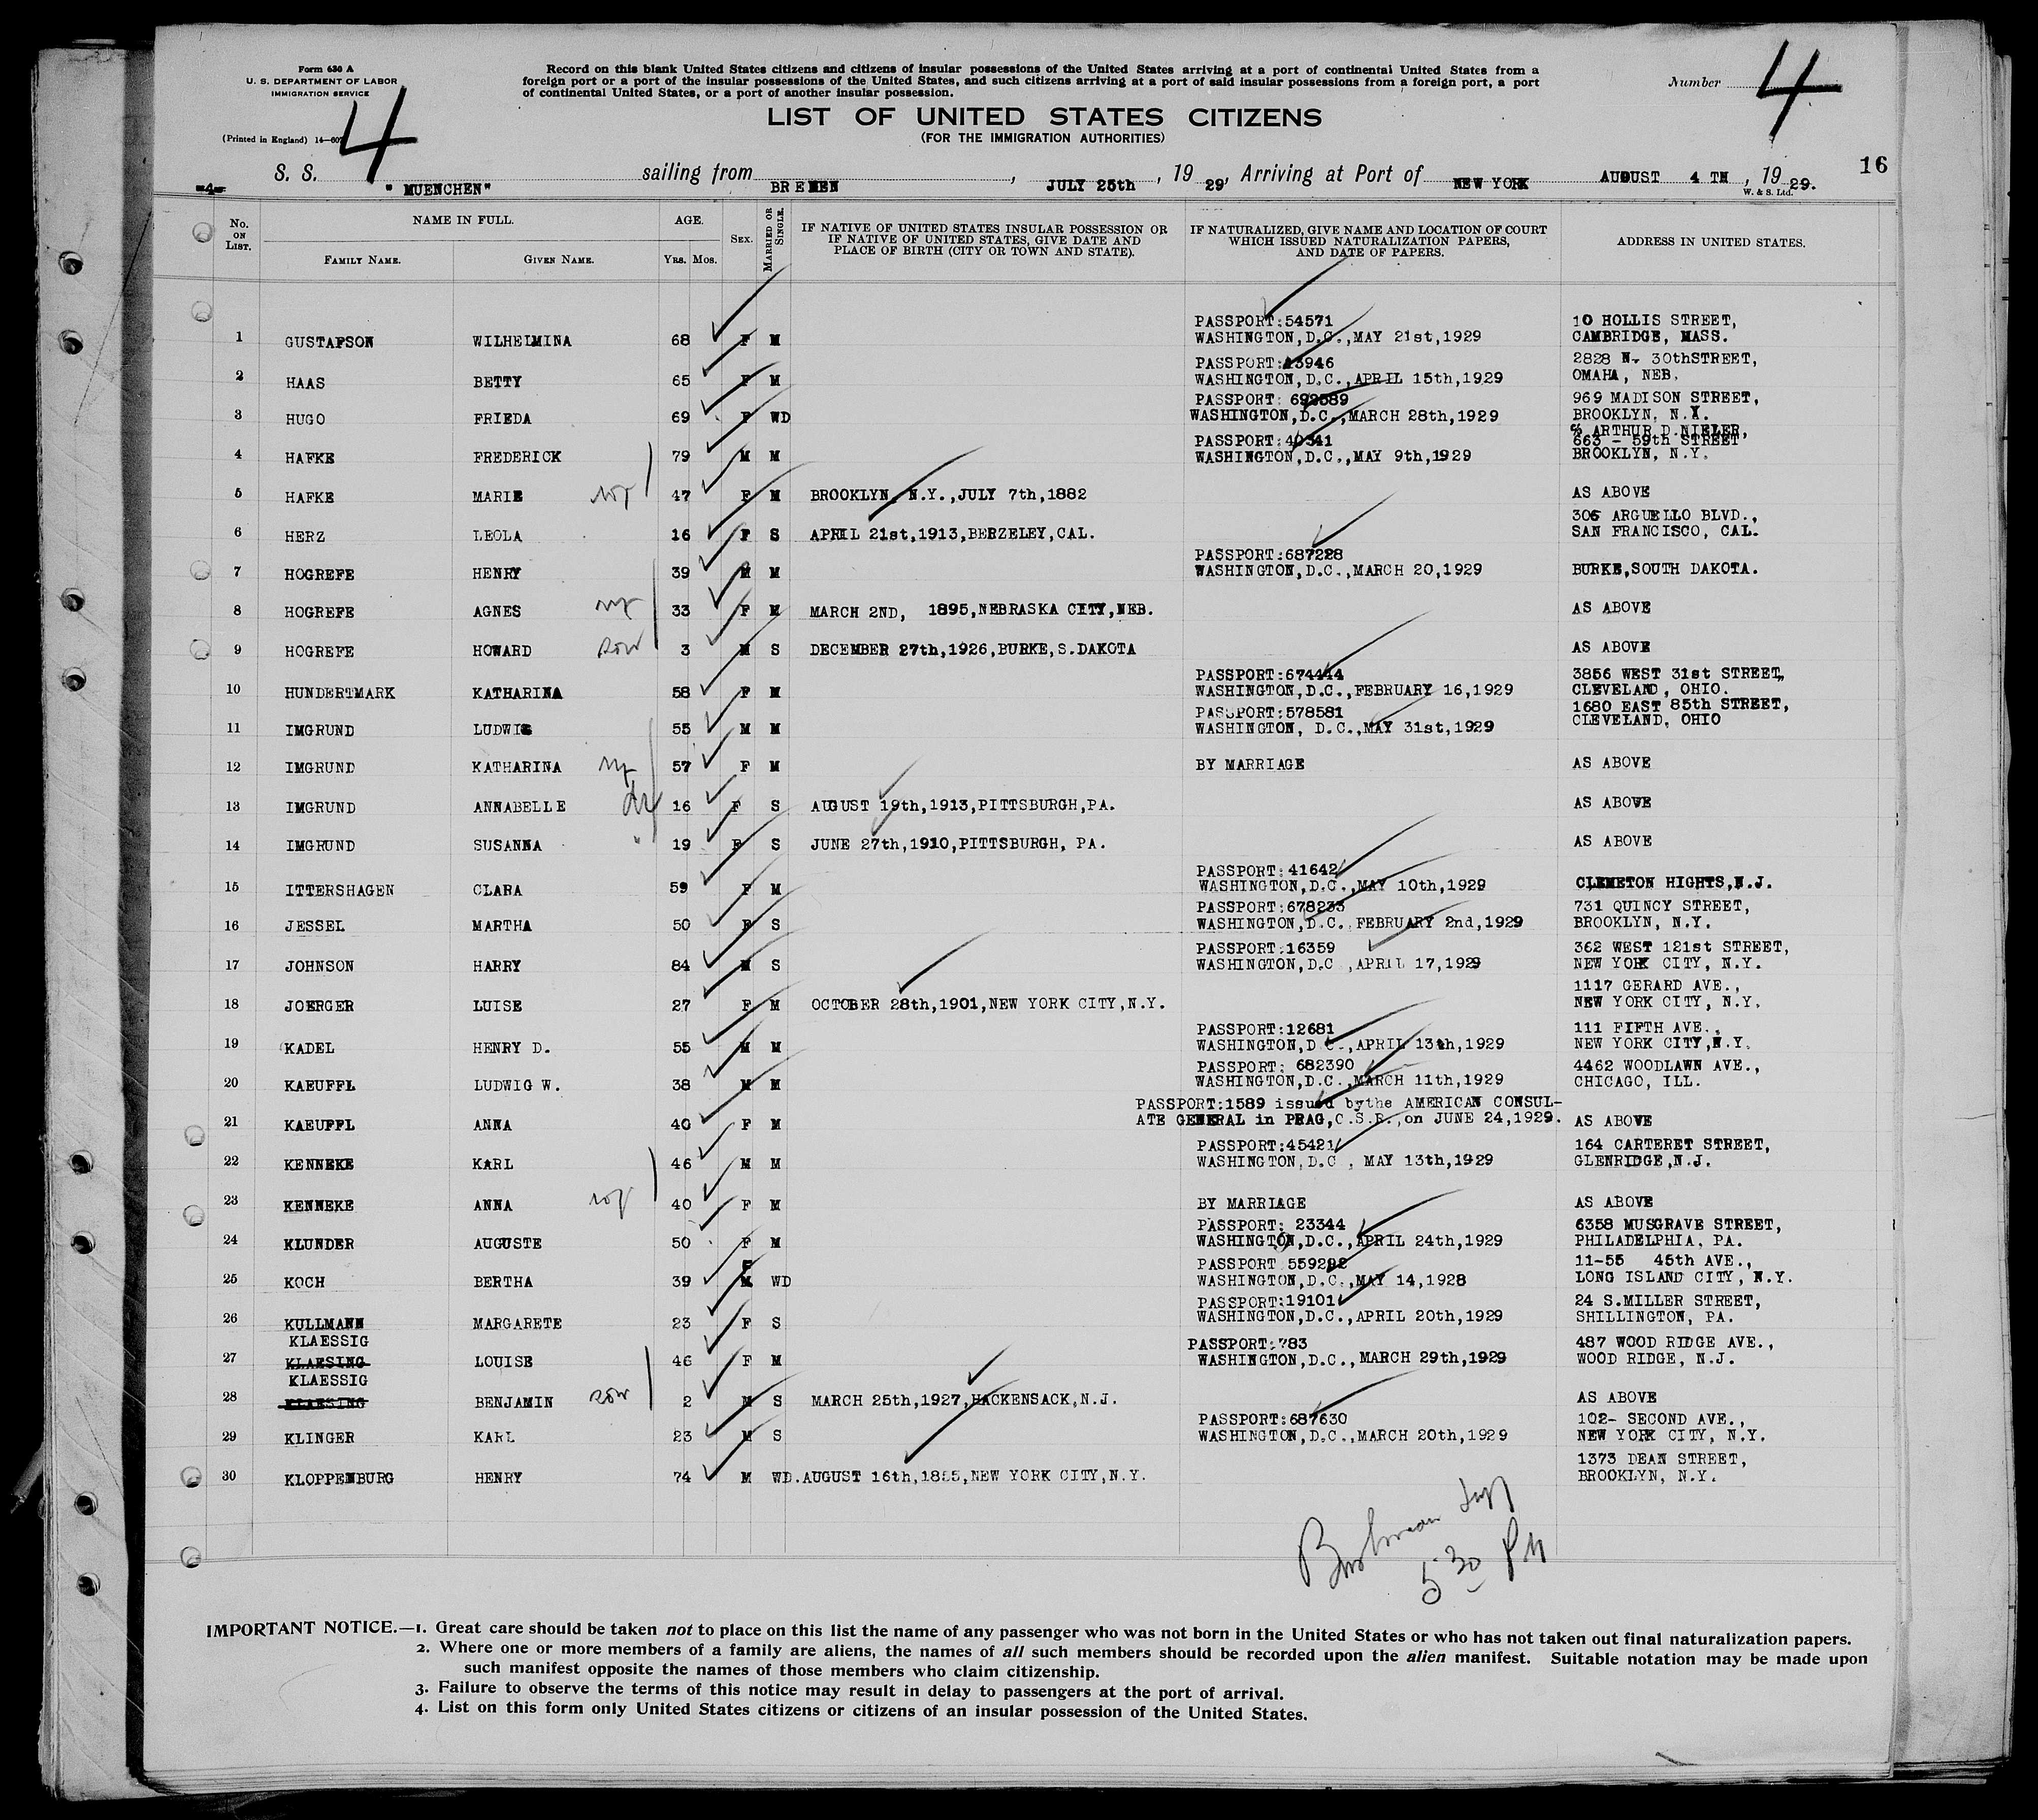 Form 630 A
U. S. DEPARTMENT OF LABOR
IMMIGRATION SERVICE
(Printed in England) 14—607
4
Record on this blank United States citizens and citizens of insular possessions of the United States arriving at a port of continental United States from a
foreign port or a port of the insular possessions of the United States, and such citizens arriving at a port of said insular possessions from a foreign port, a port
of continental United States, or a port of another insular possession.
Number 4
LIST OF UNITED STATES CITIZENS
(FOR THE IMMIGRATION AUTHORITIES)
16
-4- S. S. "MUENCHEN" sailing from BREMEN, JULY 25th, 1929, Arriving at Port of NEW YORK AUGUST 4 TH, 1929.
W. & S. Ltd.
No. ON LIST. NAME IN FULL. FAMILY NAME. GIVEN NAME. AGE. YRS. MOS. SEX. MARRIED OR SINGLE. IF NATIVE OF UNITED STATES INSULAR POSSESSION OR IF NATIVE OF UNITED STATES, GIVE DATE AND PLACE OF BIRTH (CITY OR TOWN AND STATE). IF NATURALIZED, GIVE NAME AND LOCATION OF COURT WHICH ISSUED NATURALIZATION PAPERS, AND DATE OF PAPERS. ADDRESS IN UNITED STATES.
PASSPORT:54571 10 HOLLIS STREET,
1 GUSTAFSON WILHELMINA 68 F M WASHINGTON,D.C.,MAY 21st,1929 CAMBRIDGE, MASS.
PASSPORT:13946 2828 N. 30thSTREET,
2 HAAS BETTY 65 F M WASHINGTON,D.C.,APRIL 15th,1929 OMAHA, NEB.
PASSPORT: 692589 969 MADISON STREET,
3 HUGO FRIEDA 69 F WD WASHINGTON,D.C.,MARCH 28th,1929 BROOKLYN, N.Y.
% ARTHUR D.NIELER,
PASSPORT:40341 663 - 59th STREET
4 HAFKE FREDERICK 79 M M WASHINGTON,D.C.,MAY 9th,1929 BROOKLYN, N.Y.
5 HAFKE MARIE 47 F M BROOKLYN, N.Y.,JULY 7th,1882 AS ABOVE
306 ARGUELLO BLVD.,
6 HERZ LEOLA 16 F S APRIL 21st,1913,BERZELEY,CAL. SAN FRANCISCO, CAL.
PASSPORT:687228
7 HOGREFE HENRY 39 M M WASHINGTON,D.C.,MARCH 20,1929 BURKE,SOUTH DAKOTA.
8 HOGREFE AGNES 33 F M MARCH 2ND, 1895,NEBRASKA CITY,NEB. AS ABOVE
9 HOGREFE HOWARD son 3 M S DECEMBER 27th,1926,BURKE,S.DAKOTA AS ABOVE
PASSPORT:674444 3856 WEST 31st STREET,
10 HUNDERTMARK KATHARINA 58 F M WASHINGTON,D.C.,FEBRUARY 16,1929 CLEVELAND, OHIO.
PASSPORT:578581 1680 EAST 85th STREET,
11 IMGRUND LUDWIG 55 M M WASHINGTON, D.C.,MAY 31st,1929 CLEVELAND, OHIO
12 IMGRUND KATHARINA 57 F M BY MARRIAGE AS ABOVE
13 IMGRUND ANNABELLE 16 F S AUGUST 19th,1913,PITTSBURGH,PA. AS ABOVE
14 IMGRUND SUSANNA " 19 F S JUNE 27th,1910,PITTSBURGH, PA. AS ABOVE
PASSPORT:41642
15 ITTERSHAGEN CLARA 59 F M WASHINGTON,D.C.,MAY 10th,1929 CLEMETON HIGHTS,N.J.
PASSPORT:678233 731 QUINCY STREET,
16 JESSEL MARTHA 50 F S WASHINGTON,D.C. FEBRUARY 2nd,1929 BROOKLYN, N.Y.
PASSPORT:16359 362 WEST 121st STREET,
17 JOHNSON HARRY 84 M S WASHINGTON,D.C ,APRIL 17,1929 NEW YORK CITY, N.Y.
1117 GERARD AVE.,
18 JOERGER LUISE 27 F M OCTOBER 28th,1901,NEW YORK CITY,N.Y. NEW YORK CITY, N.Y.
PASSPORT:12681 111 FIFTH AVE.,
19 KADEL HENRY D. 55 M M WASHINGTON,D C.,APRIL 13th,1929 NEW YORK CITY,N.Y.
PASSPORT: 682390 4462 WOODLAWN AVE.,
20 KAEUFFL LUDWIG W. 38 M M WASHINGTON,D.C.,MARCH 11th,1929 CHICAGO, ILL.
PASSPORT:1589 issued bythe AMERICAN CONSUL-
21 KAEUFFL ANNA 40 F M ATE GENERAL in PRAG,C.S.R.,on JUNE 24,1929. AS ABOVE
PASSPORT:45421 164 CARTERET STREET,
22 KENNEKE KARL 46 M M WASHINGTON,D.C , MAY 13th,1929 GLENRIDGE,N.J.
23 KENNEKE ANNA 40 F M BY MARRIAGE AS ABOVE
PASSPORT: 23344 6358 MUSGRAVE STREET,
24 KLUNDER AUGUSTE 50 F M WASHINGTON,D.C.,APRIL 24th,1929 PHILADELPHIA, PA.
F PASSPORT 559292 11-55 45th AVE.,
25 KOCH BERTHA 39 M WD WASHINGTON,D.C.,MAY 14,1928 LONG ISLAND CITY, N.Y.
PASSPORT:19101 24 S.MILLER STREET,
26 KULLMANN MARGARETE 23 F S WASHINGTON,D.C.,APRIL 20th,1929 SHILLINGTON, PA.
KLAESSIG PASSPORT:783 487 WOOD RIDGE AVE.,
27 KLAESING LOUISE 46 F M WASHINGTON,D.C., MARCH 29th,1929 WOOD RIDGE, N.J.
KLAESSIG
28 KLAESING BENJAMIN son 2 M S MARCH 25th,1927,HACKENSACK,N.J. AS ABOVE
PASSPORT:687630 102- SECOND AVE.,
29 KLINGER KARL 23 M S WASHINGTON,D.C.,MARCH 20th,1929 NEW YORK CITY, N.Y.
1373 DEAN STREET,
30 KLOPPENBURG HENRY 74 M WD. AUGUST 16th,1855,NEW YORK CITY,N.Y. BROOKLYN, N.Y.
5 30 PM
IMPORTANT NOTICE.—1. Great care should be taken not to place on this list the name of any passenger who was not born in the United States or who has not taken out final naturalization papers.
2. Where one or more members of a family are aliens, the names of all such members should be recorded upon the alien manifest. Suitable notation may be made upon
such manifest opposite the names of those members who claim citizenship.
3. Failure to observe the terms of this notice may result in delay to passengers at the port of arrival.
4. List on this form only United States citizens or citizens of an insular possession of the United States.